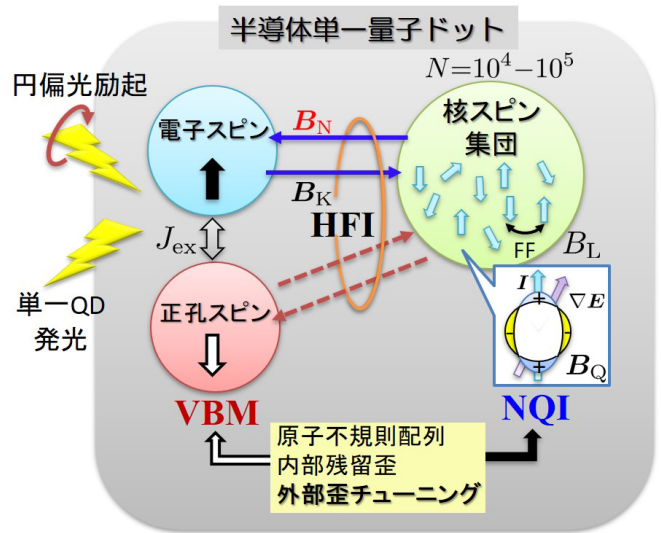 半導体単一量子ドット
円偏光励起
N=10⁴−10⁵
電子スピン
B_N
核スピン
集団
B_K
HFI
J_ex
FF
B_L
単一QD
発光
正孔スピン
I
∇E
B_Q
VBM
NQI
原子不規則配列
内部残留歪
外部歪チューニング